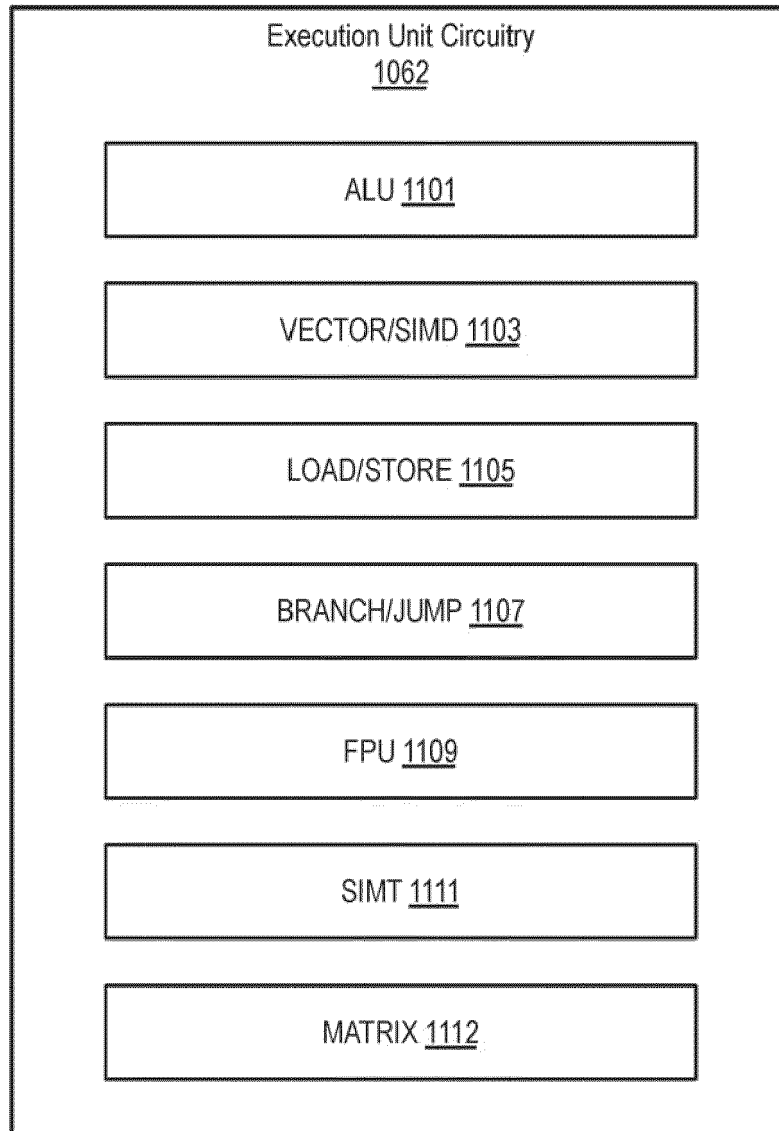 Execution Unit Circuitry
1062
ALU 1101
VECTOR/SIMD 1103
LOAD/STORE 1105
BRANCH/JUMP 1107
FPU 1109
SIMT 1111
MATRIX 1112